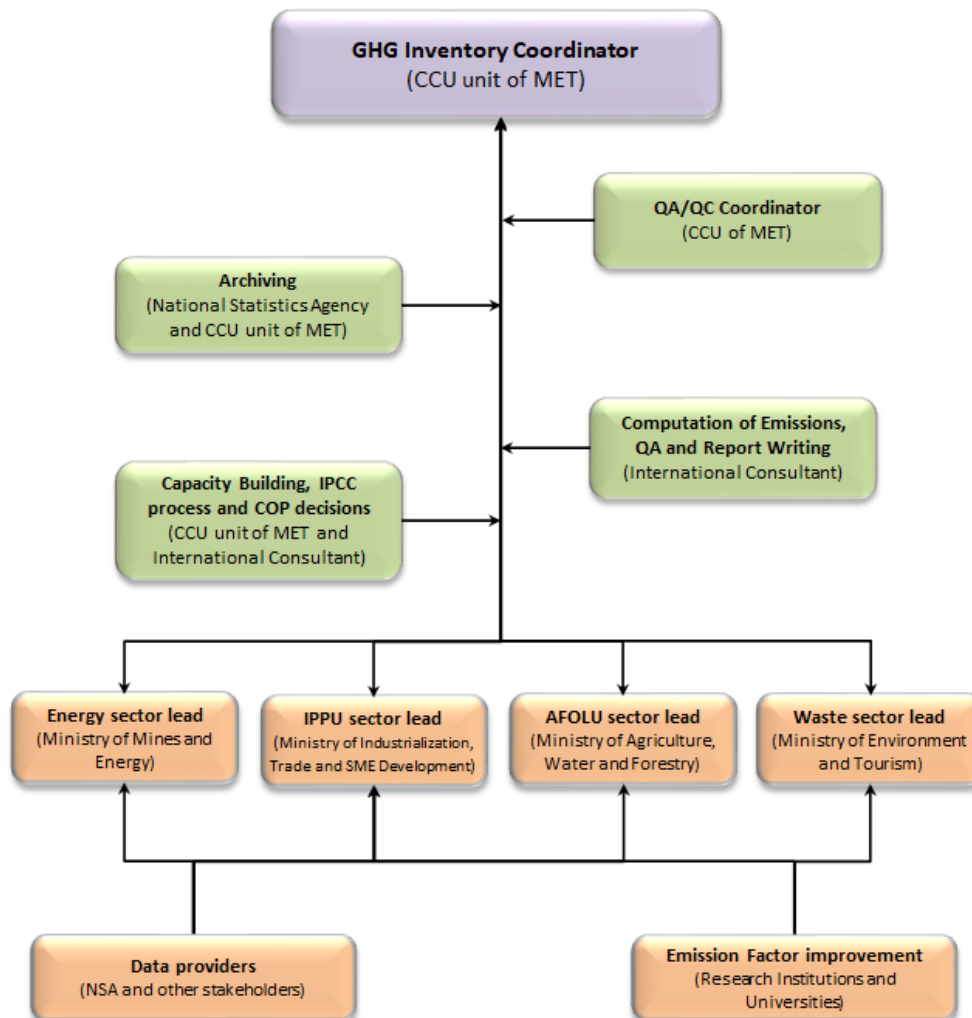 GHG Inventory Coordinator
(CCU unit of MET)
QA/QC Coordinator
(CCU of MET)
Archiving
(National Statistics Agency
and CCU unit of MET)
Computation of Emissions,
QA and Report Writing
(International Consultant)
Capacity Building, IPCC
process and COP decisions
(CCU unit of MET and
International Consultant)
Energy sector lead
(Ministry of Mines and
Energy)
IPPU sector lead
(Ministry of Industrialization,
Trade and SME Development)
AFOLU sector lead
(Ministry of Agriculture,
Water and Forestry)
Waste sector lead
(Ministry of Environment
and Tourism)
Data providers
(NSA and other stakeholders)
Emission Factor improvement
(Research Institutions and
Universities)